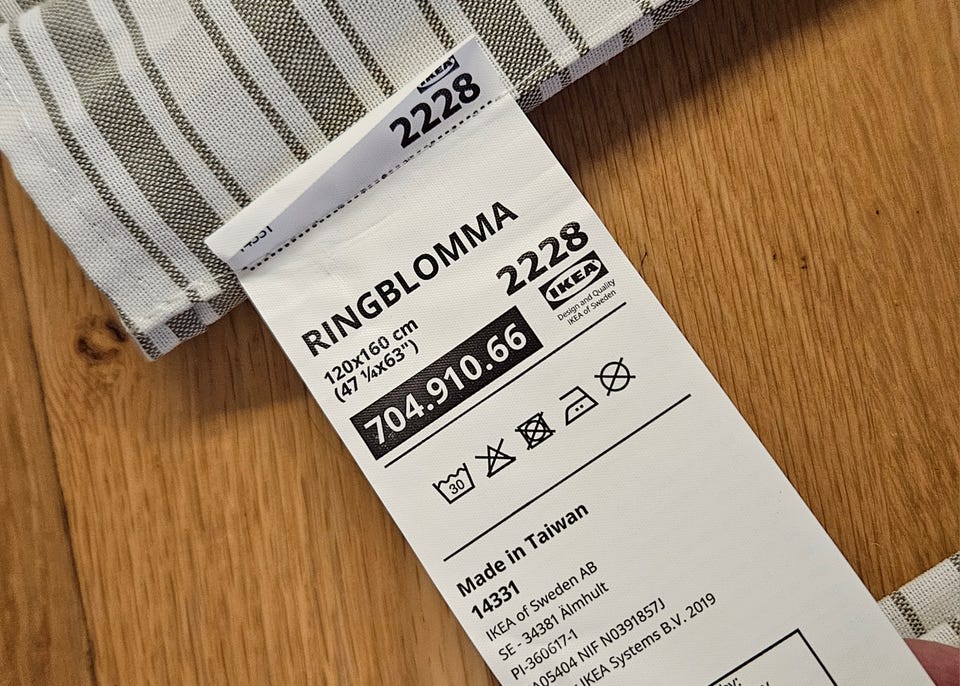 IKEA
2228
14331
RINGBLOMMA
120x160 cm
(47 ¼x63")
2228
IKEA
Design and Quality
IKEA of Sweden
704.910.66
30
Made in Taiwan
14331
IKEA of Sweden AB
SE - 34381 Älmhult
PI-360617-1
A05404 NIF N0391857J
IKEA Systems B.V. 2019
by: